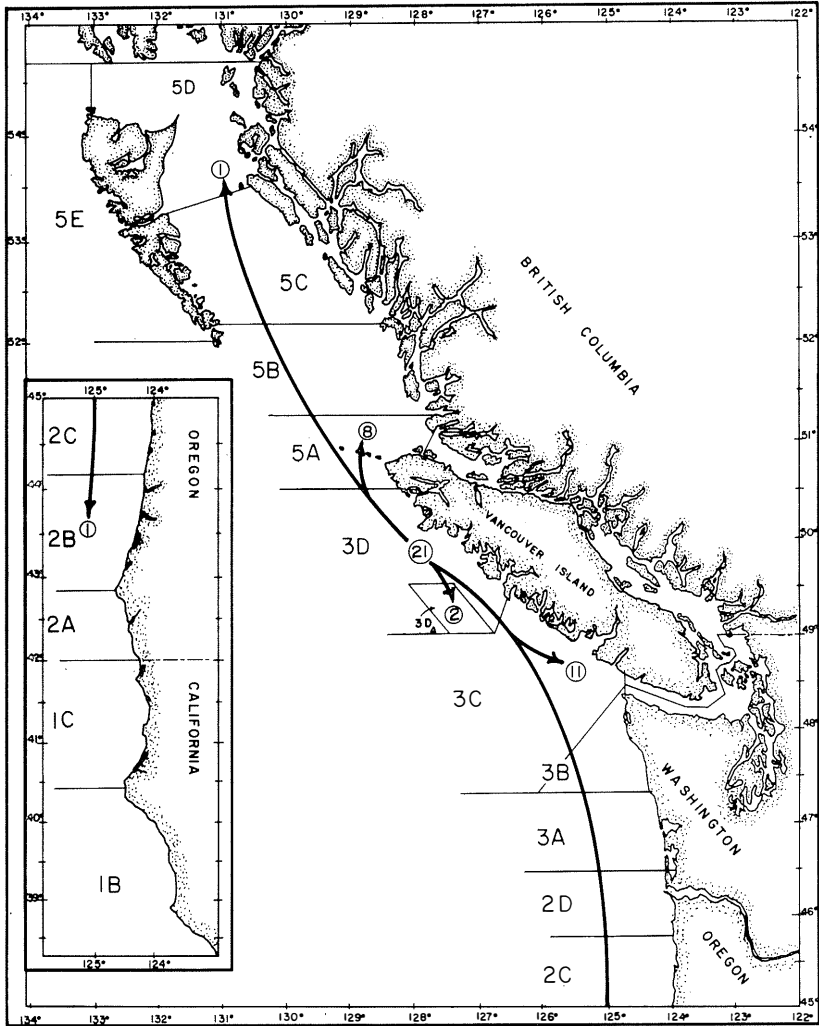 134° 133° 132° 131° 130° 129° 128° 127° 126° 125° 124° 123° 122°
5D
54° 54°
①
5E
53° 53°
5C
BRITISH COLUMBIA
52° 52°
5B
125° 124°
45°
⑧
51° 51°
5A
2C
OREGON
44° 50°
VANCOUVER ISLAND
3D
㉑
①
2B
43°
②
3D
49°
2A
⑪
42°
3C
CALIFORNIA
48°
1C
41°
3B
WASHINGTON
40° 47°
3A
1B
39°
2D
46°
OREGON
2C
125° 124°
45°
134° 133° 132° 131° 130° 129° 128° 127° 126° 125° 124° 123° 122°